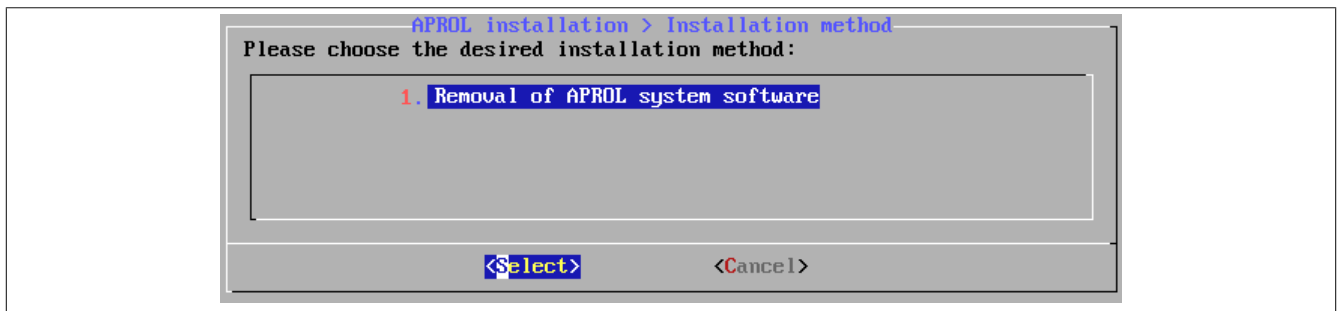 APROL installation > Installation method
Please choose the desired installation method:
1. Removal of APROL system software
<Select> <Cancel>